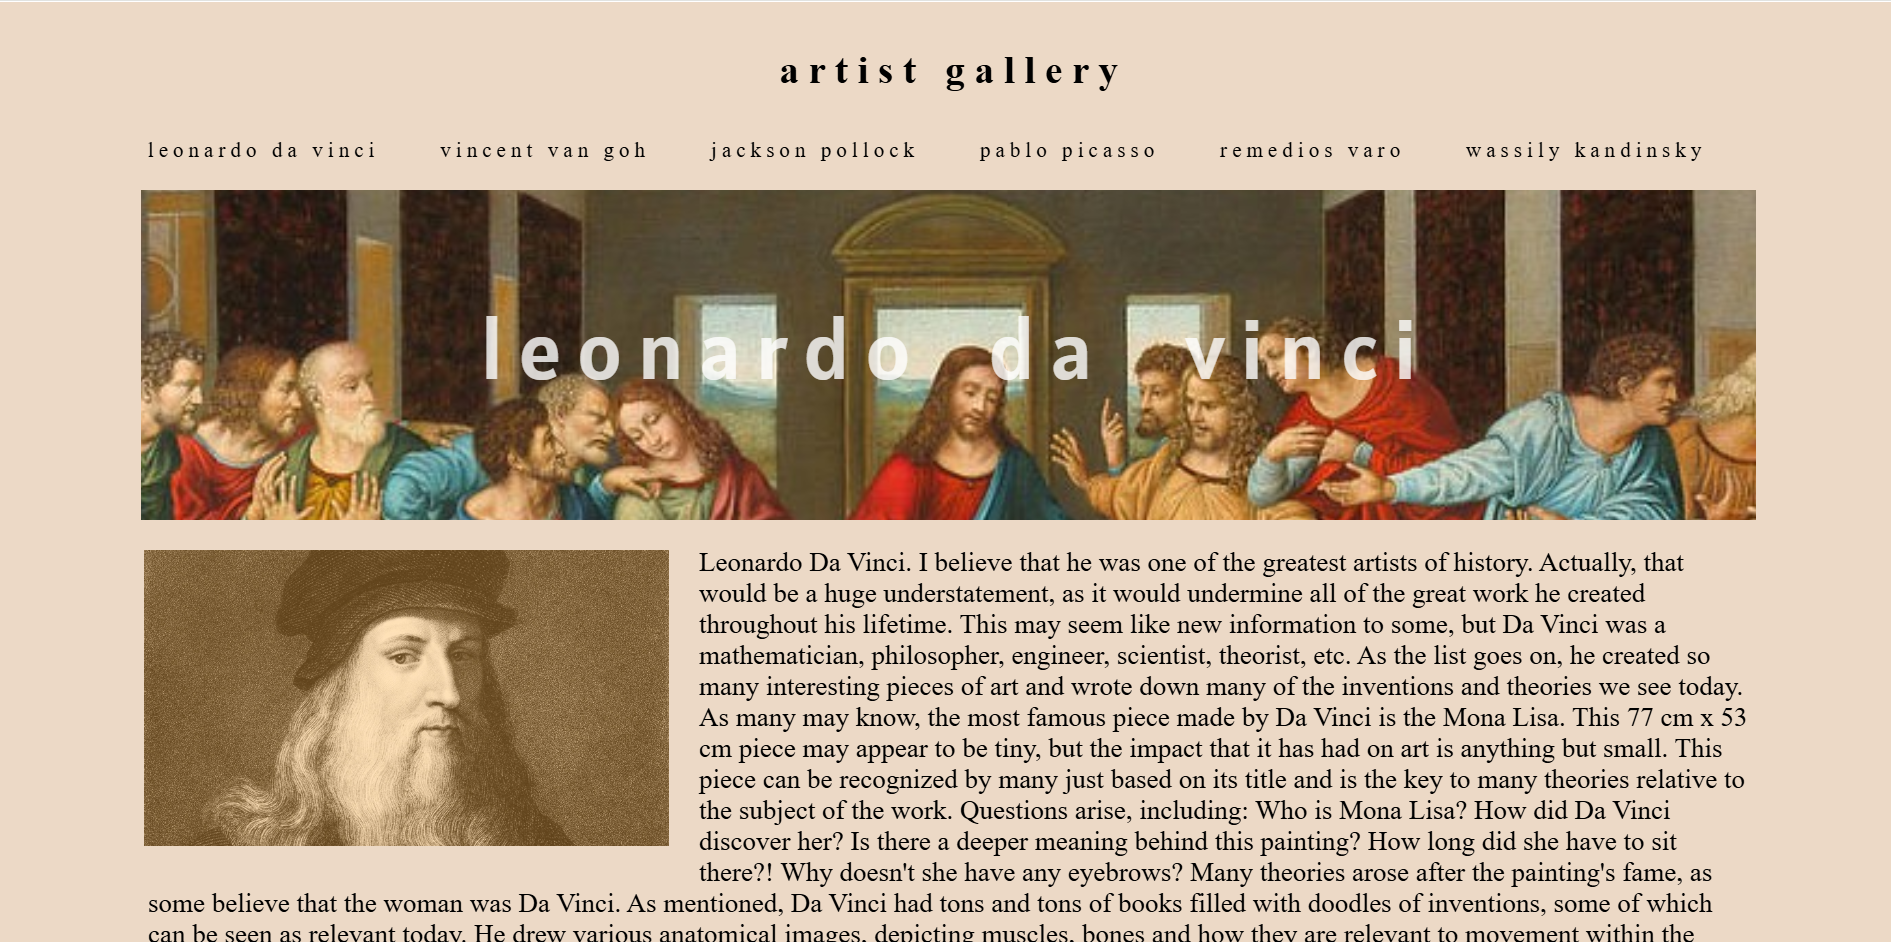 artist gallery
leonardo da vinci vincent van goh jackson pollock pablo picasso remedios varo wassily kandinsky
leonardo da vinci
Leonardo Da Vinci. I believe that he was one of the greatest artists of history. Actually, that
would be a huge understatement, as it would undermine all of the great work he created
throughout his lifetime. This may seem like new information to some, but Da Vinci was a
mathematician, philosopher, engineer, scientist, theorist, etc. As the list goes on, he created so
many interesting pieces of art and wrote down many of the inventions and theories we see today.
As many may know, the most famous piece made by Da Vinci is the Mona Lisa. This 77 cm x 53
cm piece may appear to be tiny, but the impact that it has had on art is anything but small. This
piece can be recognized by many just based on its title and is the key to many theories relative to
the subject of the work. Questions arise, including: Who is Mona Lisa? How did Da Vinci
discover her? Is there a deeper meaning behind this painting? How long did she have to sit
there?! Why doesn't she have any eyebrows? Many theories arose after the painting's fame, as
some believe that the woman was Da Vinci. As mentioned, Da Vinci had tons and tons of books filled with doodles of inventions, some of which
can be seen as relevant today. He drew various anatomical images, depicting muscles, bones and how they are relevant to movement within the